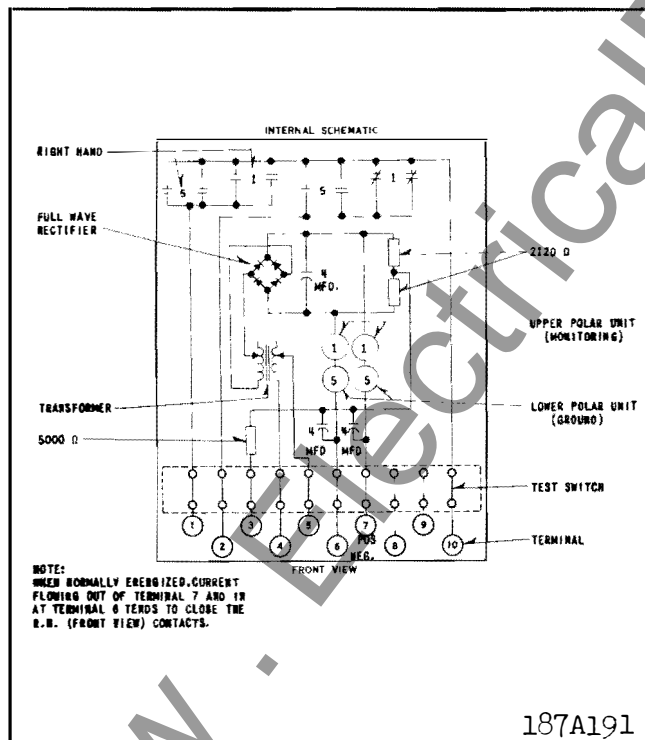 INTERNAL SCHEMATIC
RIGHT HAND
5 1 5 1
FULL WAVE
RECTIFIER
4
MFD.
2120 Ω
1 1
UPPER POLAR UNIT
(MONITORING)
5 5
TRANSFORMER
LOWER POLAR UNIT
(GROUND)
5000 Ω
4 4
MFD MFD
TEST SWITCH
1 3 5 7 9
2 4 6 8 10
POS
NEG.
TERMINAL
FRONT VIEW
NOTE:
WHEN NORMALLY ENERGIZED.CURRENT
FLOWING OUT OF TERMINAL 7 AND IN
AT TERMINAL 6 TENDS TO CLOSE THE
R.H. (FRONT VIEW) CONTACTS.
187A191
w . Electrical